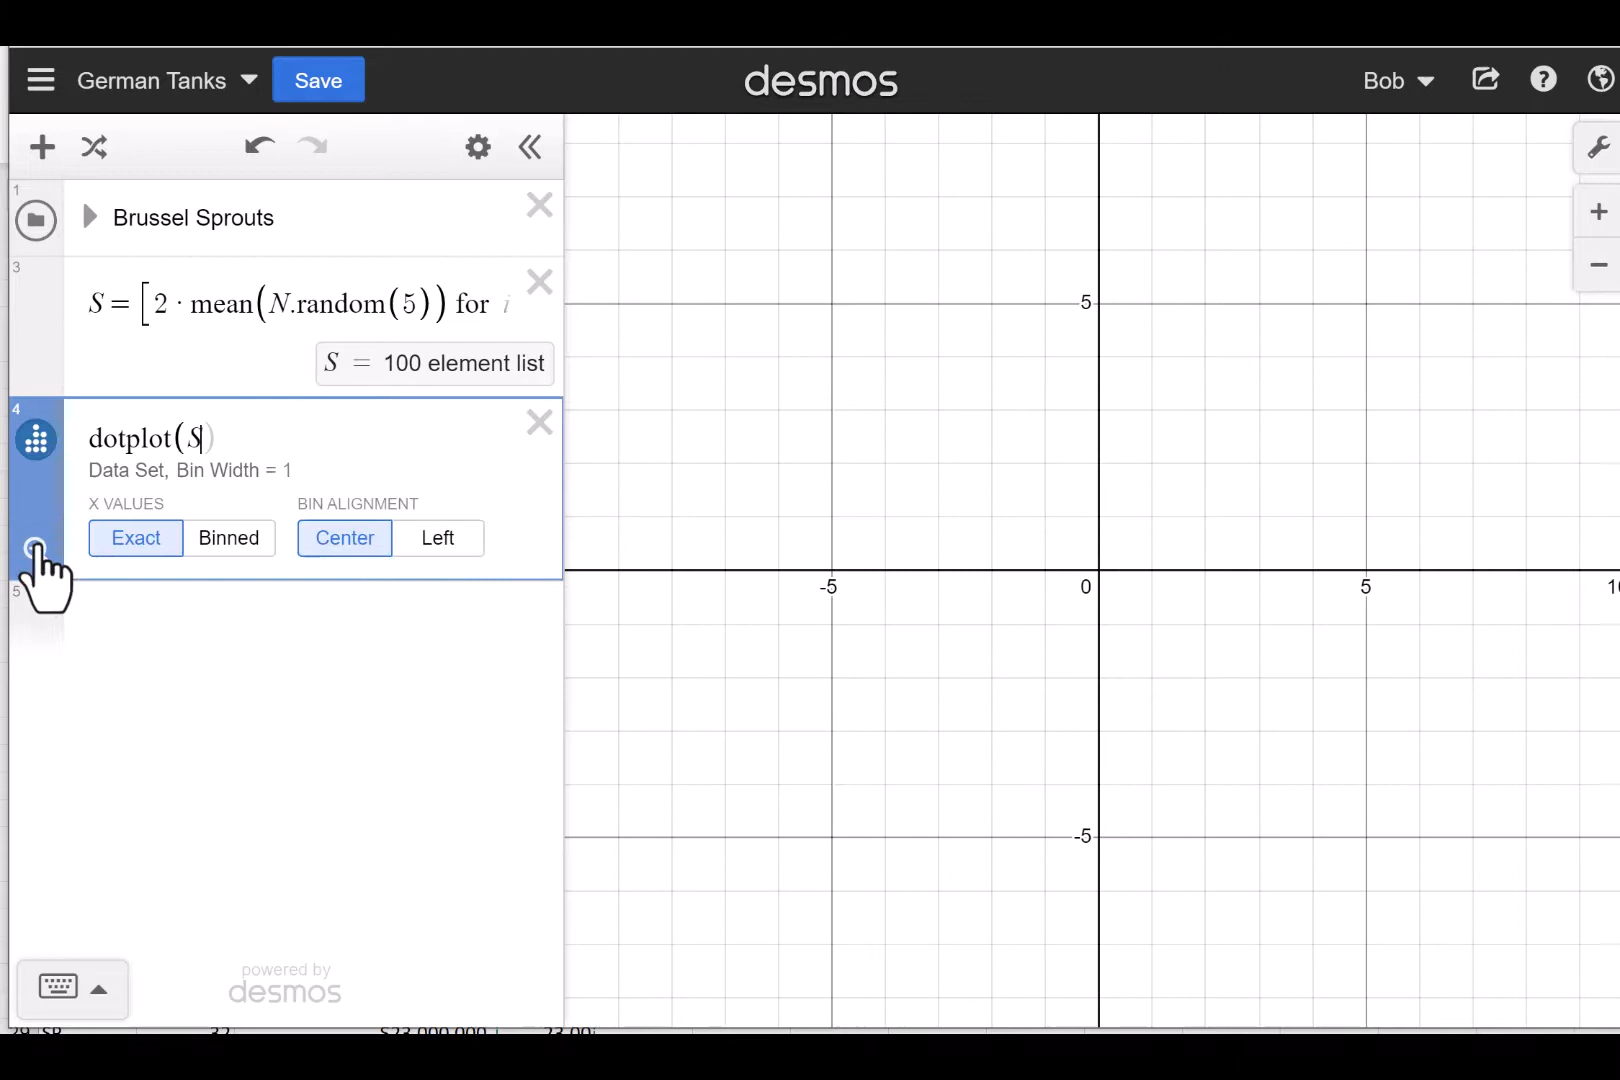 German Tanks
Save
desmos
Bob
1
Brussel Sprouts
3
S = [2 · mean(N.random(5)) for i
S = 100 element list
4
dotplot(S)
Data Set, Bin Width = 1
X VALUES
BIN ALIGNMENT
Exact
Binned
Center
Left
5
5
-5
0
5
10
-5
powered by
desmos